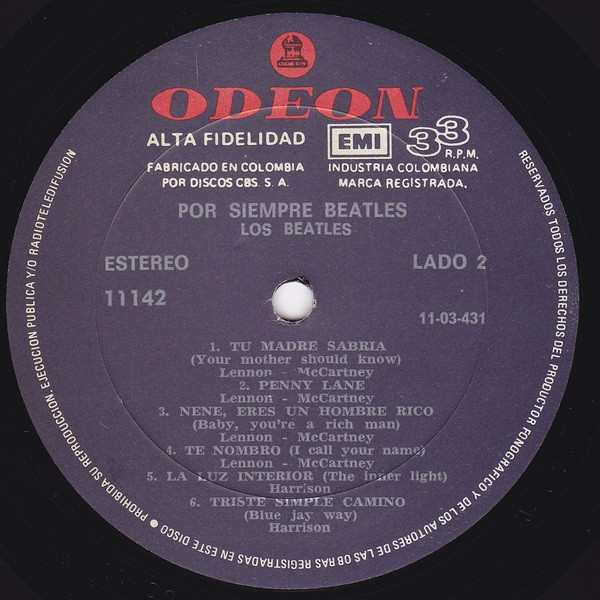 ODEON
ODEON
ALTA FIDELIDAD
EMI
33 R.P.M.
FABRICADO EN COLOMBIA
POR DISCOS CBS. S. A.
INDUSTRIA COLOMBIANA
MARCA REGISTRADA.
POR SIEMPRE BEATLES
LOS BEATLES
ESTEREO
LADO 2
11142
11-03-431
1. TU MADRE SABRIA
(Your mother should know)
Lennon - McCartney
2. PENNY LANE
Lennon - McCartney
3. NENE, ERES UN HOMBRE RICO
(Baby, you're a rich man)
Lennon - McCartney
4. TE NOMBRO (I call your name)
Lennon - McCartney
5. LA LUZ INTERIOR (The inner light)
Harrison
6. TRISTE SIMPLE CAMINO
(Blue jay way)
Harrison
RESERVADOS TODOS LOS DERECHOS DEL PRODUCTOR FONOGRAFICO Y DE LOS AUTORES DE LAS OBRAS REGISTRADAS EN ESTE DISCO ● PROHIBIDA SU REPRODUCCION, EJECUCION PUBLICA Y/O RADIOTELEDIFUSION